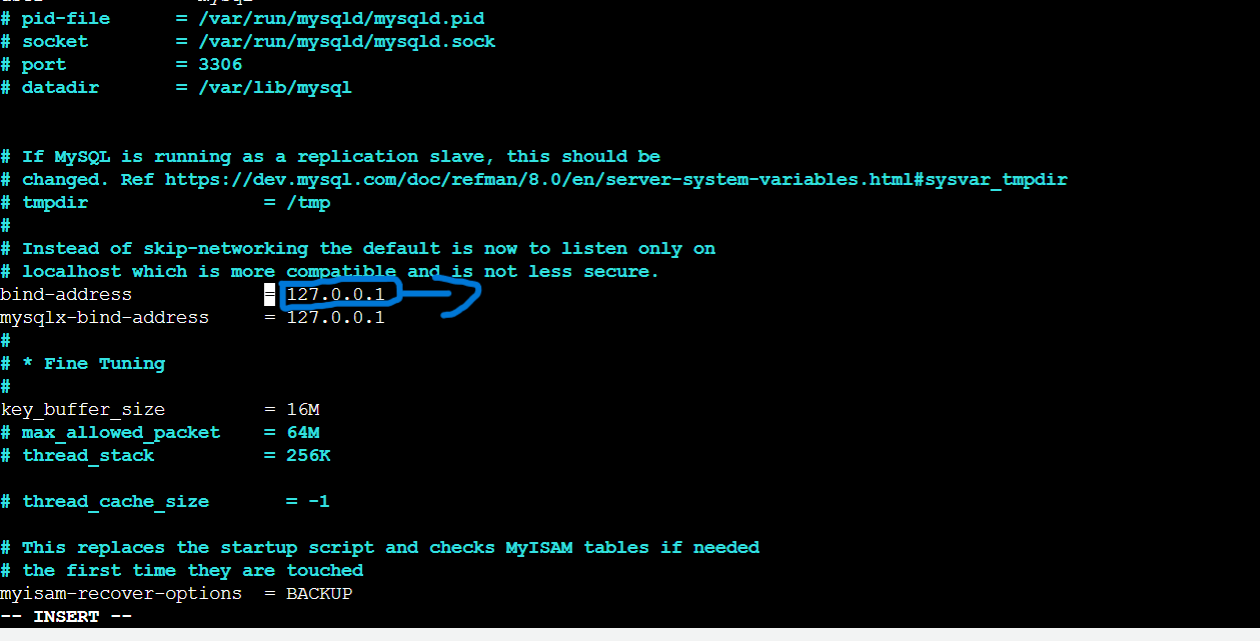 # pid-file      = /var/run/mysqld/mysqld.pid
# socket        = /var/run/mysqld/mysqld.sock
# port          = 3306
# datadir       = /var/lib/mysql
# If MySQL is running as a replication slave, this should be
# changed. Ref https://dev.mysql.com/doc/refman/8.0/en/server-system-variables.html#sysvar_tmpdir
# tmpdir                = /tmp
#
# Instead of skip-networking the default is now to listen only on
# localhost which is more compatible and is not less secure.
bind-address            = 127.0.0.1
mysqlx-bind-address     = 127.0.0.1
#
# * Fine Tuning
#
key_buffer_size         = 16M
# max_allowed_packet    = 64M
# thread_stack          = 256K
# thread_cache_size       = -1
# This replaces the startup script and checks MyISAM tables if needed
# the first time they are touched
myisam-recover-options  = BACKUP
-- INSERT --